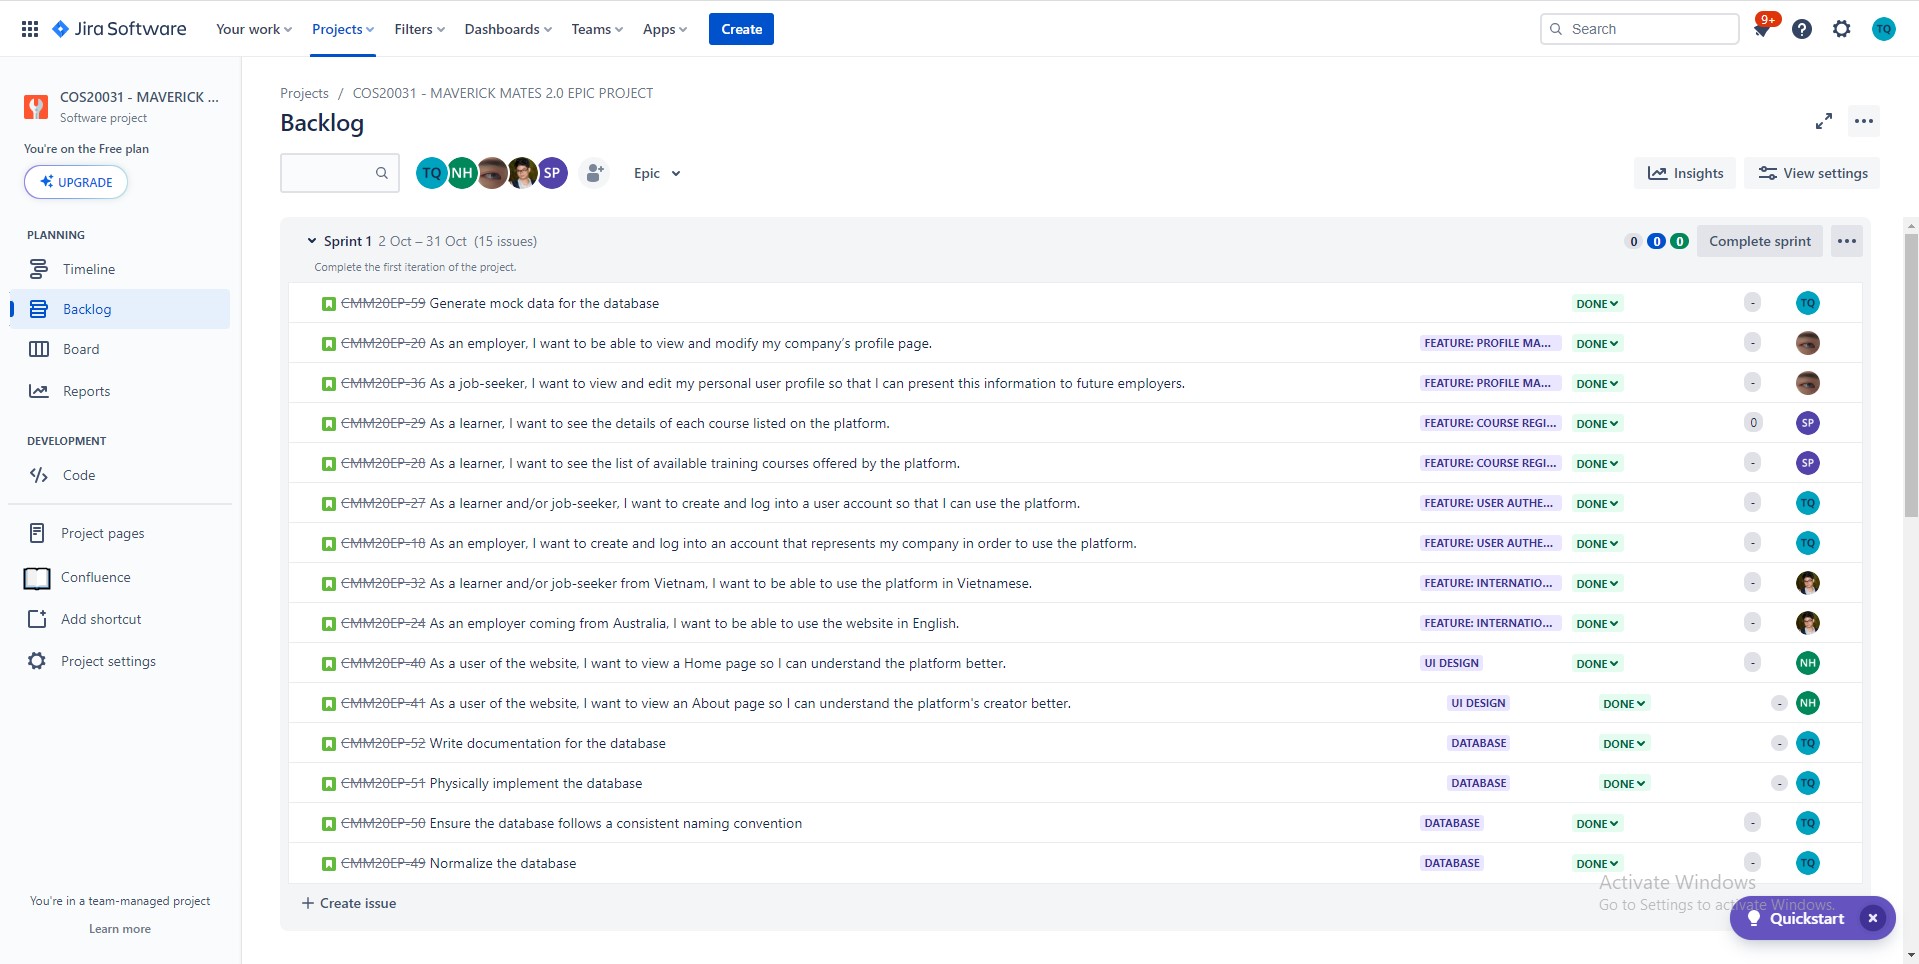 Jira Software Your work Projects Filters Dashboards Teams Apps Create Search 9+ TQ
COS20031 - MAVERICK ...
Software project
You're on the Free plan
UPGRADE
PLANNING
Timeline
Backlog
Board
Reports
DEVELOPMENT
Code
Project pages
Confluence
Add shortcut
Project settings
You're in a team-managed project
Learn more
Projects / COS20031 - MAVERICK MATES 2.0 EPIC PROJECT
Backlog
TQ NH SP Epic Insights View settings
Sprint 1 2 Oct – 31 Oct (15 issues) 0 0 0 Complete sprint
Complete the first iteration of the project.
CMM20EP-59 Generate mock data for the database DONE - TQ
CMM20EP-20 As an employer, I want to be able to view and modify my company's profile page. FEATURE: PROFILE MA... DONE -
CMM20EP-36 As a job-seeker, I want to view and edit my personal user profile so that I can present this information to future employers. FEATURE: PROFILE MA... DONE -
CMM20EP-29 As a learner, I want to see the details of each course listed on the platform. FEATURE: COURSE REGI... DONE 0 SP
CMM20EP-28 As a learner, I want to see the list of available training courses offered by the platform. FEATURE: COURSE REGI... DONE - SP
CMM20EP-27 As a learner and/or job-seeker, I want to create and log into a user account so that I can use the platform. FEATURE: USER AUTHE... DONE - TQ
CMM20EP-18 As an employer, I want to create and log into an account that represents my company in order to use the platform. FEATURE: USER AUTHE... DONE - TQ
CMM20EP-32 As a learner and/or job-seeker from Vietnam, I want to be able to use the platform in Vietnamese. FEATURE: INTERNATIO... DONE -
CMM20EP-24 As an employer coming from Australia, I want to be able to use the website in English. FEATURE: INTERNATIO... DONE -
CMM20EP-40 As a user of the website, I want to view a Home page so I can understand the platform better. UI DESIGN DONE - NH
CMM20EP-41 As a user of the website, I want to view an About page so I can understand the platform's creator better. UI DESIGN DONE - NH
CMM20EP-52 Write documentation for the database DATABASE DONE - TQ
CMM20EP-51 Physically implement the database DATABASE DONE - TQ
CMM20EP-50 Ensure the database follows a consistent naming convention DATABASE DONE - TQ
CMM20EP-49 Normalize the database DATABASE DONE - TQ
+ Create issue
Activate Windows
Go to Settings to activate Windows.
Quickstart